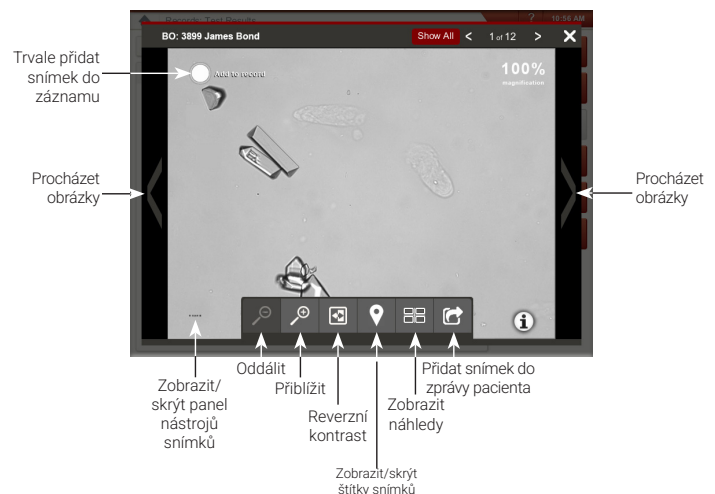 Records: Test Results
? 10:56 AM
BO: 3899 James Bond
Show All < 1 of 12 > X
Add to record
100%
magnification
Trvale přidat
snímek do
záznamu
Procházet
obrázky
Procházet
obrázky
i
Zobrazit/
skrýt panel
nástrojů
snímků
Oddálit
Přiblížit
Reverzní
kontrast
Zobrazit/skrýt
štítky snímků
Zobrazit
náhledy
Přidat snímek do
zprávy pacienta